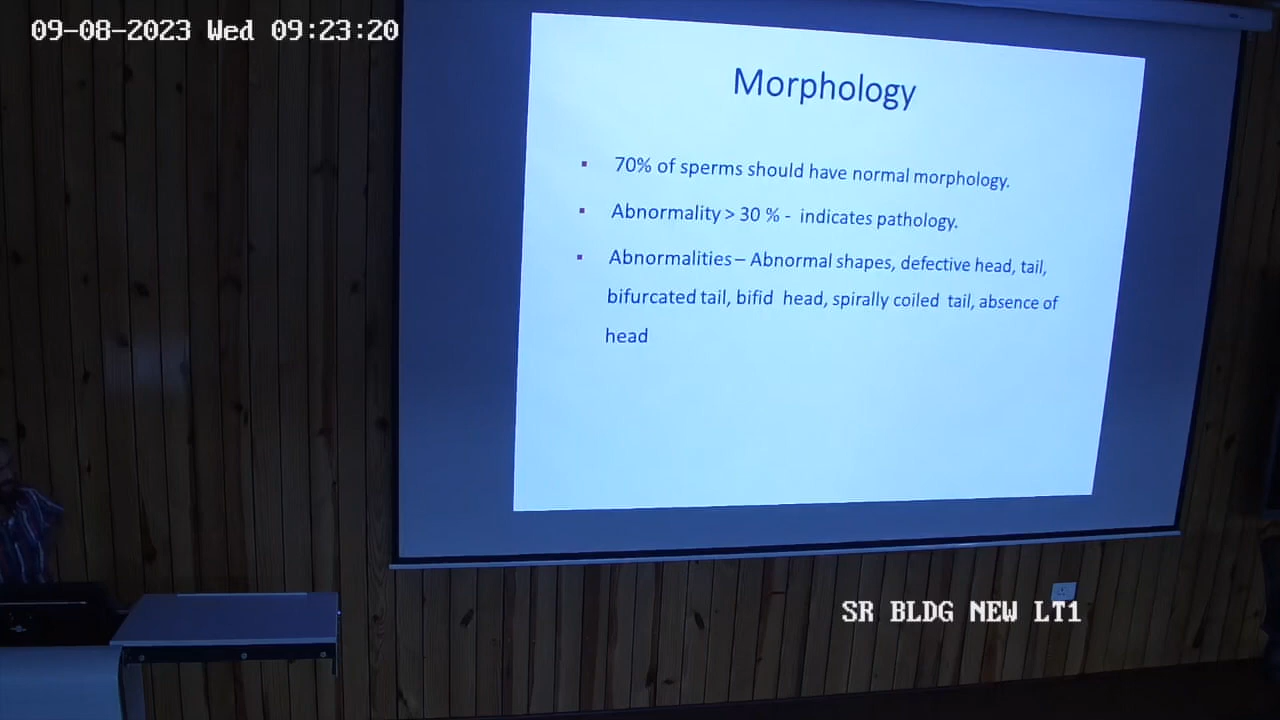 09-08-2023 Wed 09:23:20
Morphology
▪ 70% of sperms should have normal morphology.
▪ Abnormality > 30 % - indicates pathology.
▪ Abnormalities – Abnormal shapes, defective head, tail,
bifurcated tail, bifid head, spirally coiled tail, absence of
head
SR BLDG NEW LT1